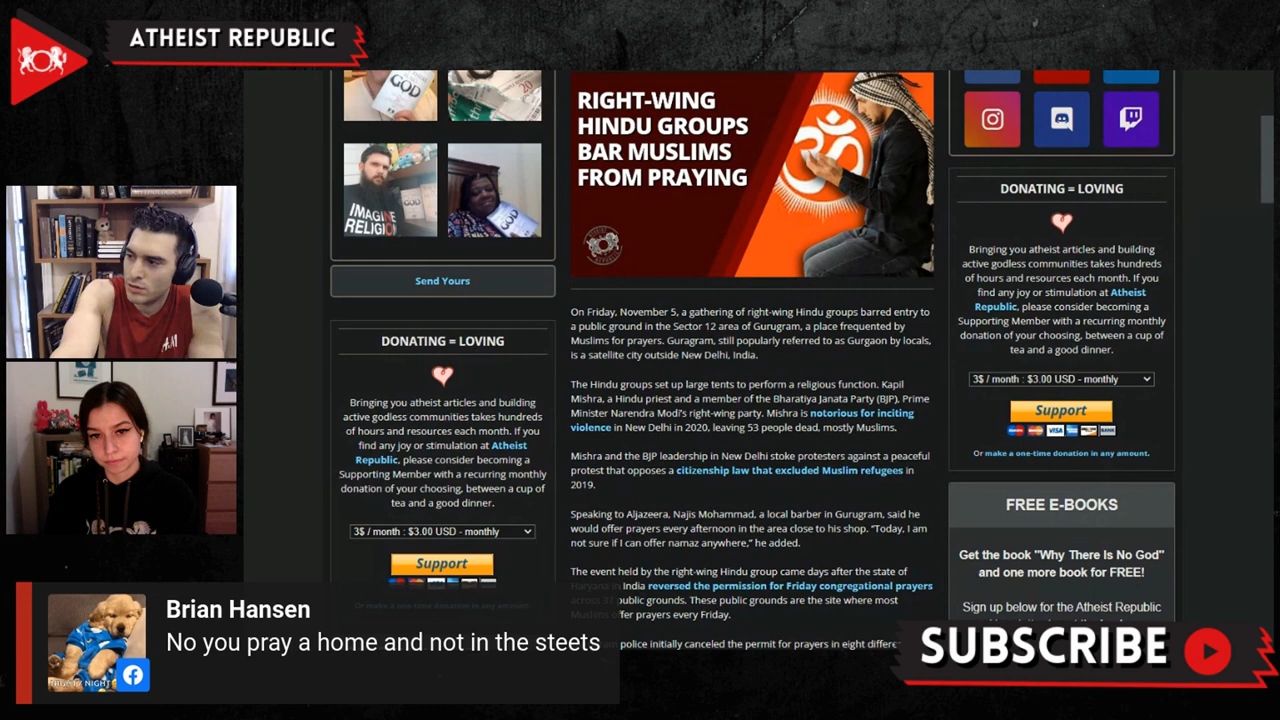 ATHEIST REPUBLIC
GOD
GOD
IMAGINE
RELIGION
GOD
Send Yours
DONATING = LOVING
Bringing you atheist articles and building
active godless communities takes hundreds
of hours and resources each month. If you
find any joy or stimulation at Atheist
Republic, please consider becoming a
Supporting Member with a recurring monthly
donation of your choosing, between a cup of
tea and a good dinner.
3$ / month : $3.00 USD - monthly
Support
Or make a one-time donation in any amount.
RIGHT-WING
HINDU GROUPS
BAR MUSLIMS
FROM PRAYING
On Friday, November 5, a gathering of right-wing Hindu groups barred entry to
a public ground in the Sector 12 area of Gurugram, a place frequented by
Muslims for prayers. Guragram, still popularly referred to as Gurgaon by locals,
is a satellite city outside New Delhi, India.
The Hindu groups set up large tents to perform a religious function. Kapil
Mishra, a Hindu priest and a member of the Bharatiya Janata Party (BJP), Prime
Minister Narendra Modi's right-wing party. Mishra is notorious for inciting
violence in New Delhi in 2020, leaving 53 people dead, mostly Muslims.
Mishra and the BJP leadership in New Delhi stoke protesters against a peaceful
protest that opposes a citizenship law that excluded Muslim refugees in
2019.
Speaking to Aljazeera, Najis Mohammad, a local barber in Gurugram, said he
would offer prayers every afternoon in the area close to his shop. "Today, I am
not sure if I can offer namaz anywhere," he added.
The event held by the right-wing Hindu group came days after the state of
Haryana in India reversed the permission for Friday congregational prayers
across 37 public grounds. These public grounds are the site where most
Muslims offer prayers every Friday.
police initially canceled the permit for prayers in eight
DONATING = LOVING
Bringing you atheist articles and building
active godless communities takes hundreds
of hours and resources each month. If you
find any joy or stimulation at Atheist
Republic, please consider becoming a
Supporting Member with a recurring monthly
donation of your choosing, between a cup of
tea and a good dinner.
3$ / month : $3.00 USD - monthly
Support
VISA
BANK
Or make a one-time donation in any amount.
FREE E-BOOKS
Get the book "Why There Is No God"
and one more book for FREE!
Sign up below for the Atheist Republic
Brian Hansen
No you pray a home and not in the steets
SUBSCRIBE